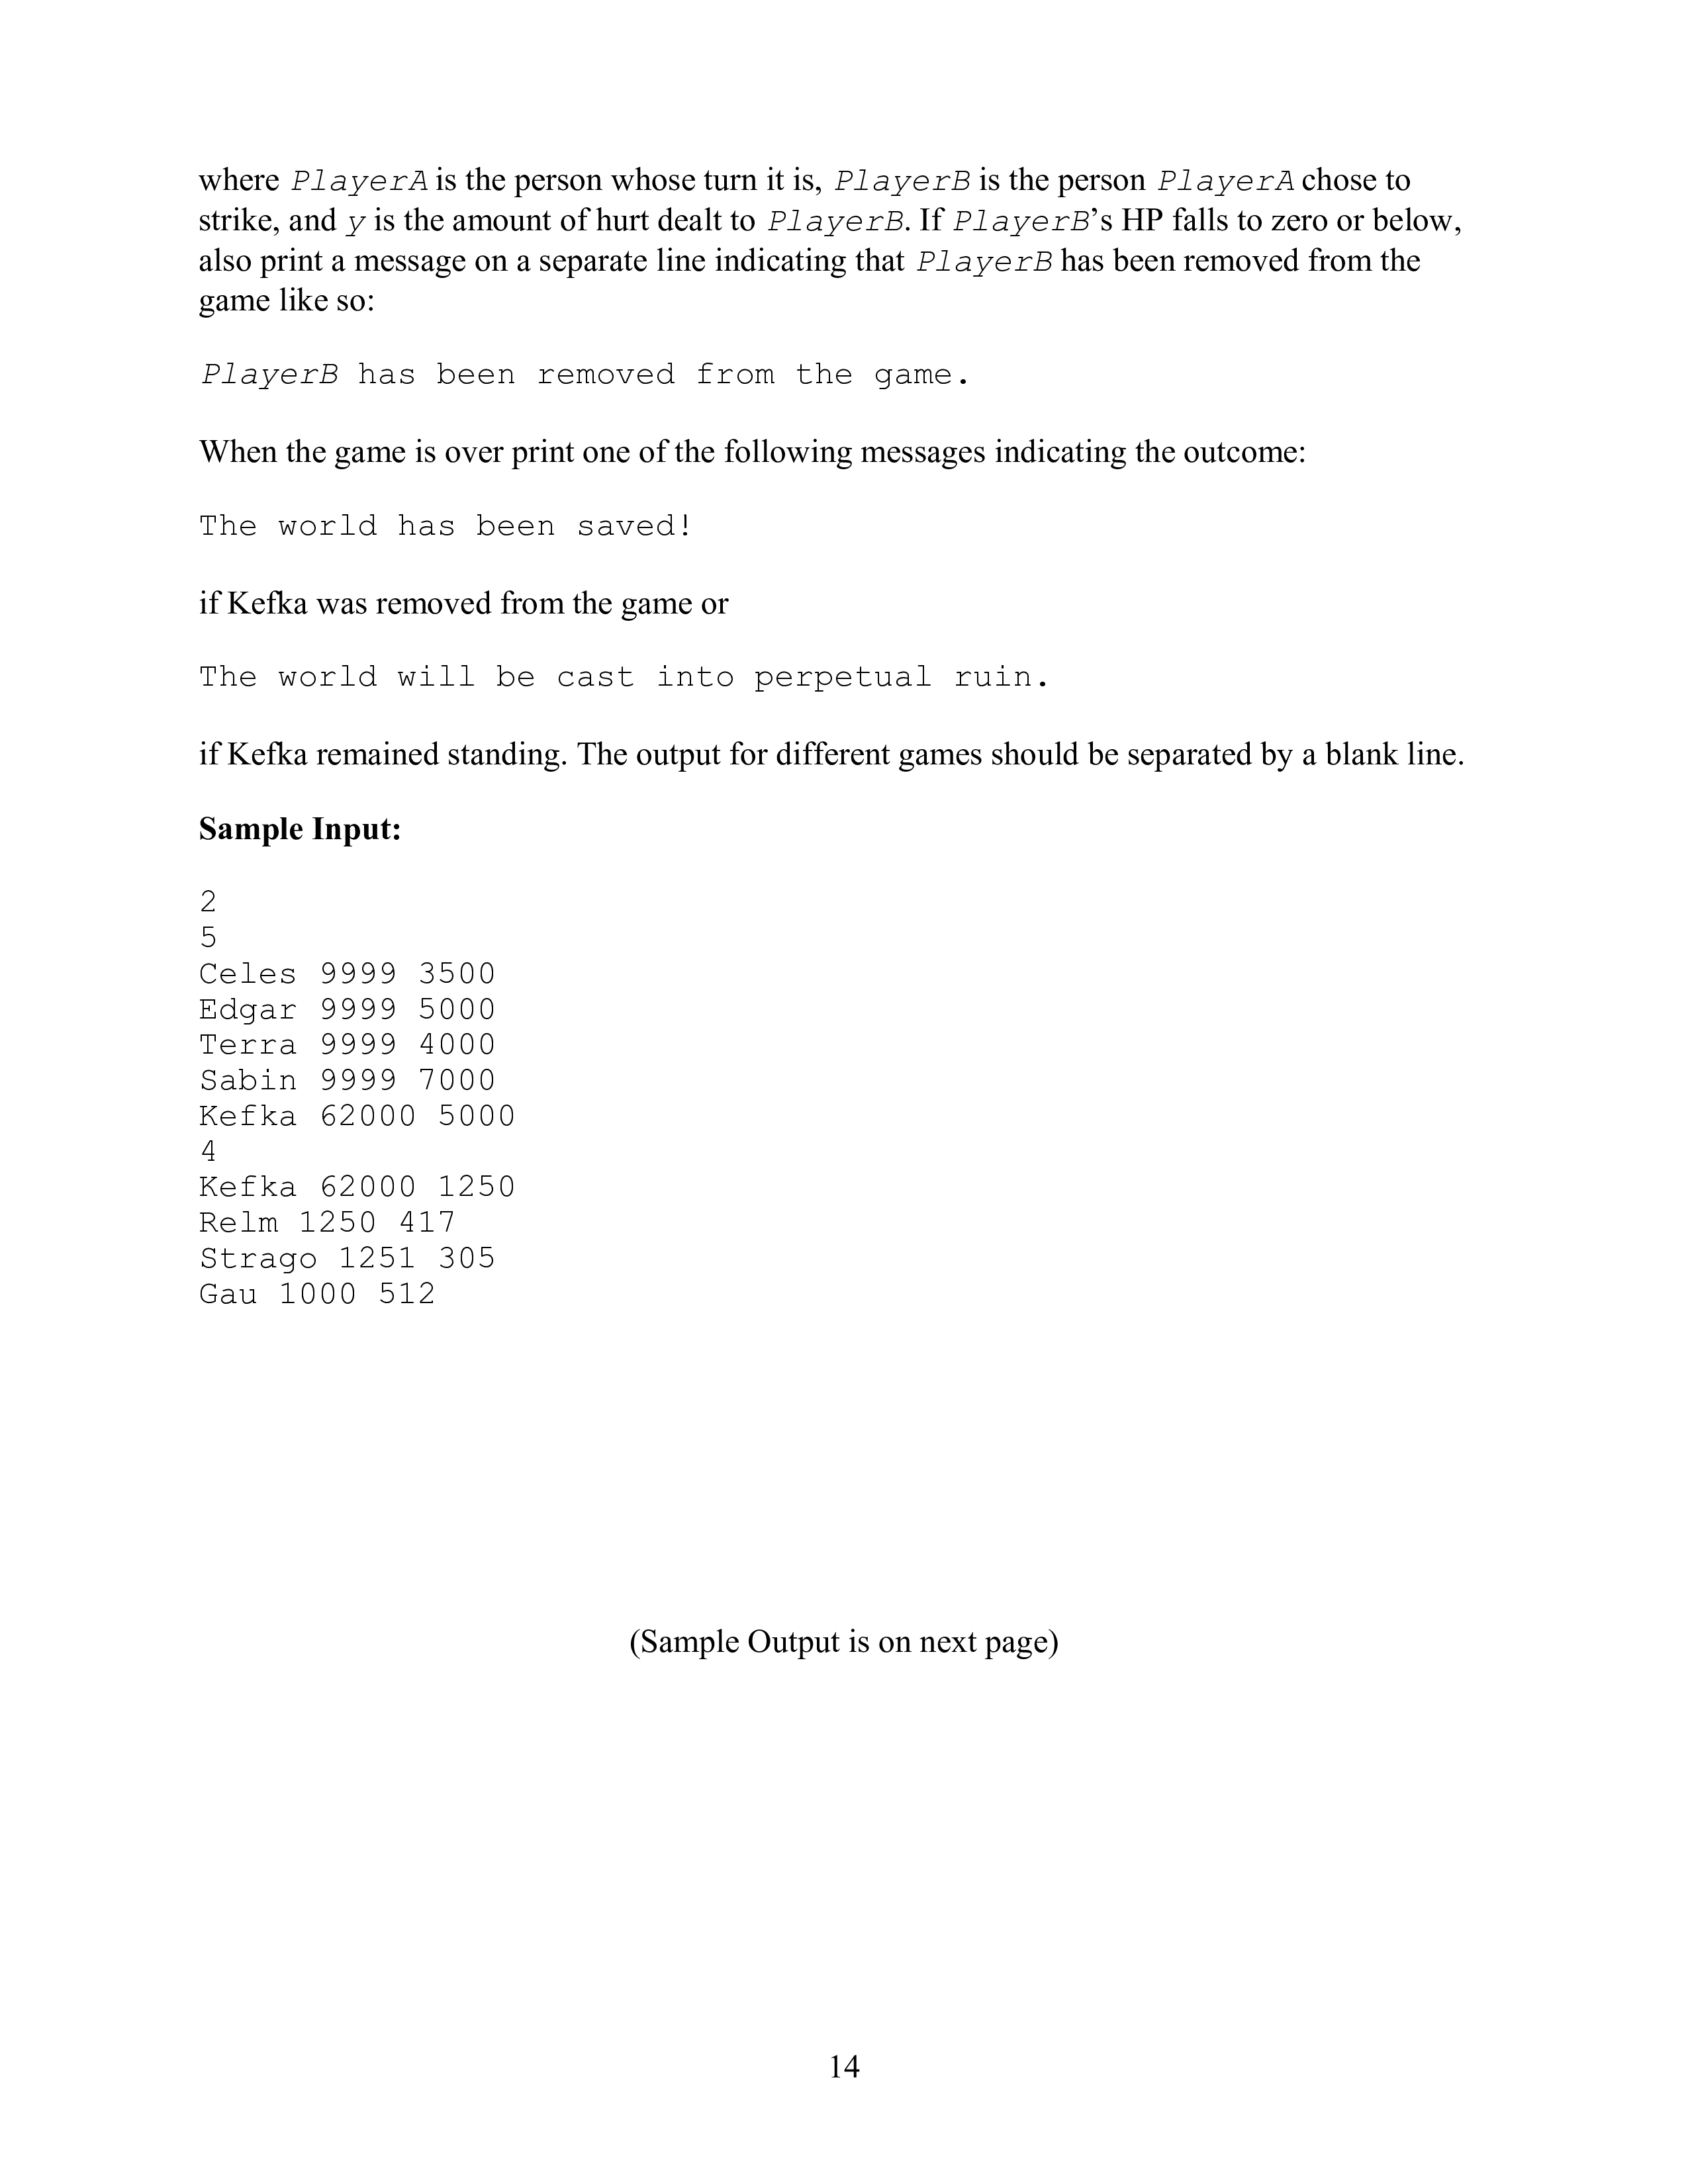 where PlayerA is the person whose turn it is, PlayerB is the person PlayerA chose to
strike, and y is the amount of hurt dealt to PlayerB. If PlayerB’s HP falls to zero or below,
also print a message on a separate line indicating that PlayerB has been removed from the
game like so:
PlayerB has been removed from the game.
When the game is over print one of the following messages indicating the outcome:
The world has been saved!
if Kefka was removed from the game or
The world will be cast into perpetual ruin.
if Kefka remained standing. The output for different games should be separated by a blank line.
Sample Input:
2
5
Celes 9999 3500
Edgar 9999 5000
Terra 9999 4000
Sabin 9999 7000
Kefka 62000 5000
4
Kefka 62000 1250
Relm 1250 417
Strago 1251 305
Gau 1000 512
(Sample Output is on next page)
14